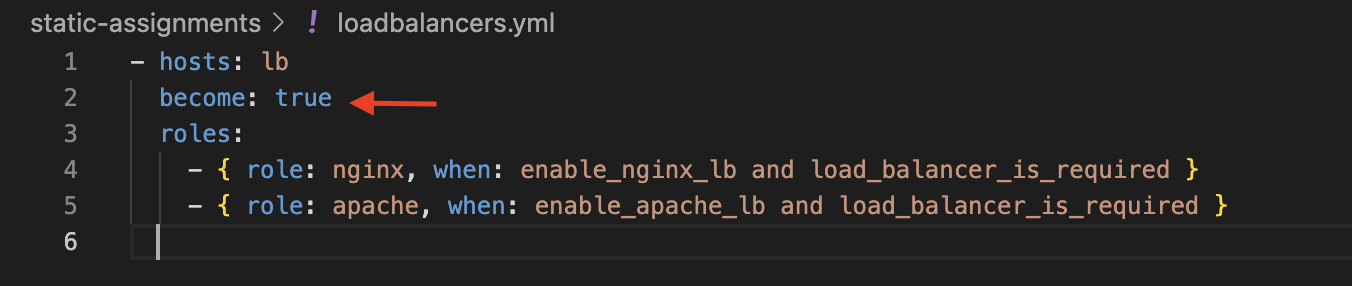 static-assignments > ! loadbalancers.yml
1 - hosts: lb
2 become: true
3 roles:
4 - { role: nginx, when: enable_nginx_lb and load_balancer_is_required }
5 - { role: apache, when: enable_apache_lb and load_balancer_is_required }
6